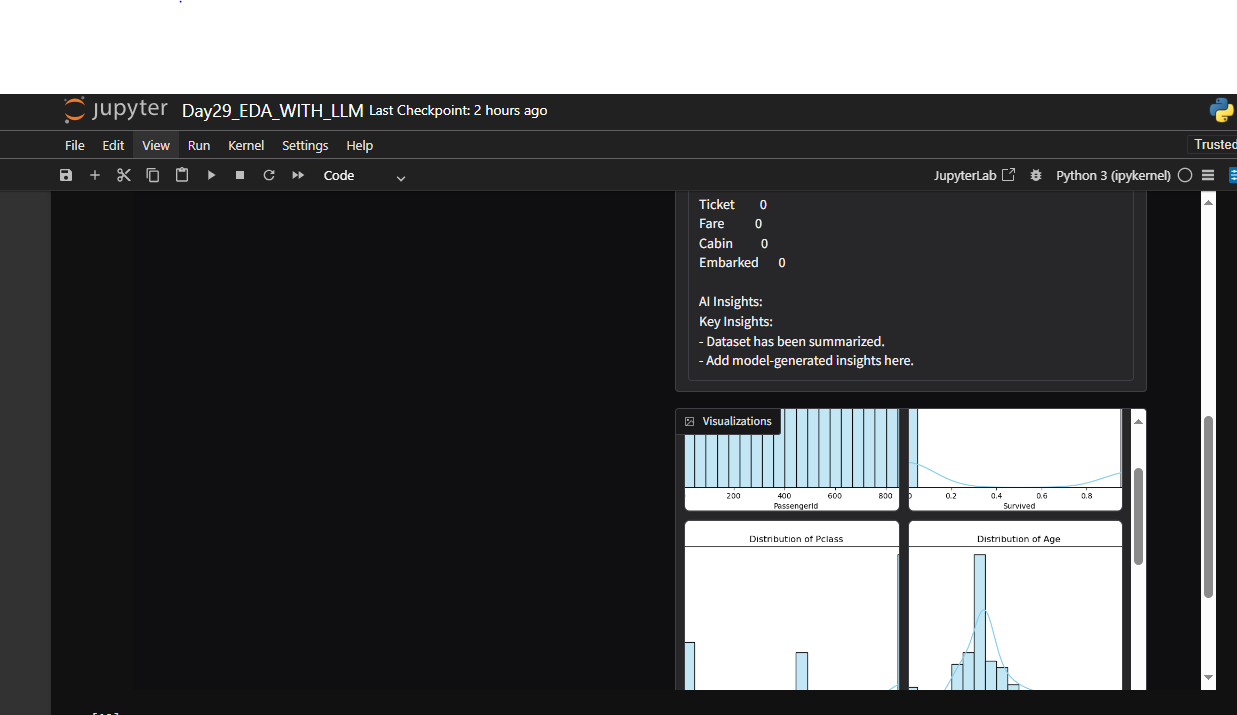 jupyter Day29_EDA_WITH_LLM Last Checkpoint: 2 hours ago
File Edit View Run Kernel Settings Help
Trusted
Code
JupyterLab
Python 3 (ipykernel)
Ticket 0
Fare 0
Cabin 0
Embarked 0
AI Insights:
Key Insights:
- Dataset has been summarized.
- Add model-generated insights here.
Visualizations
200 400 600 800
PassengerId
0.2 0.4 0.6 0.8
Survived
Distribution of Pclass
Distribution of Age